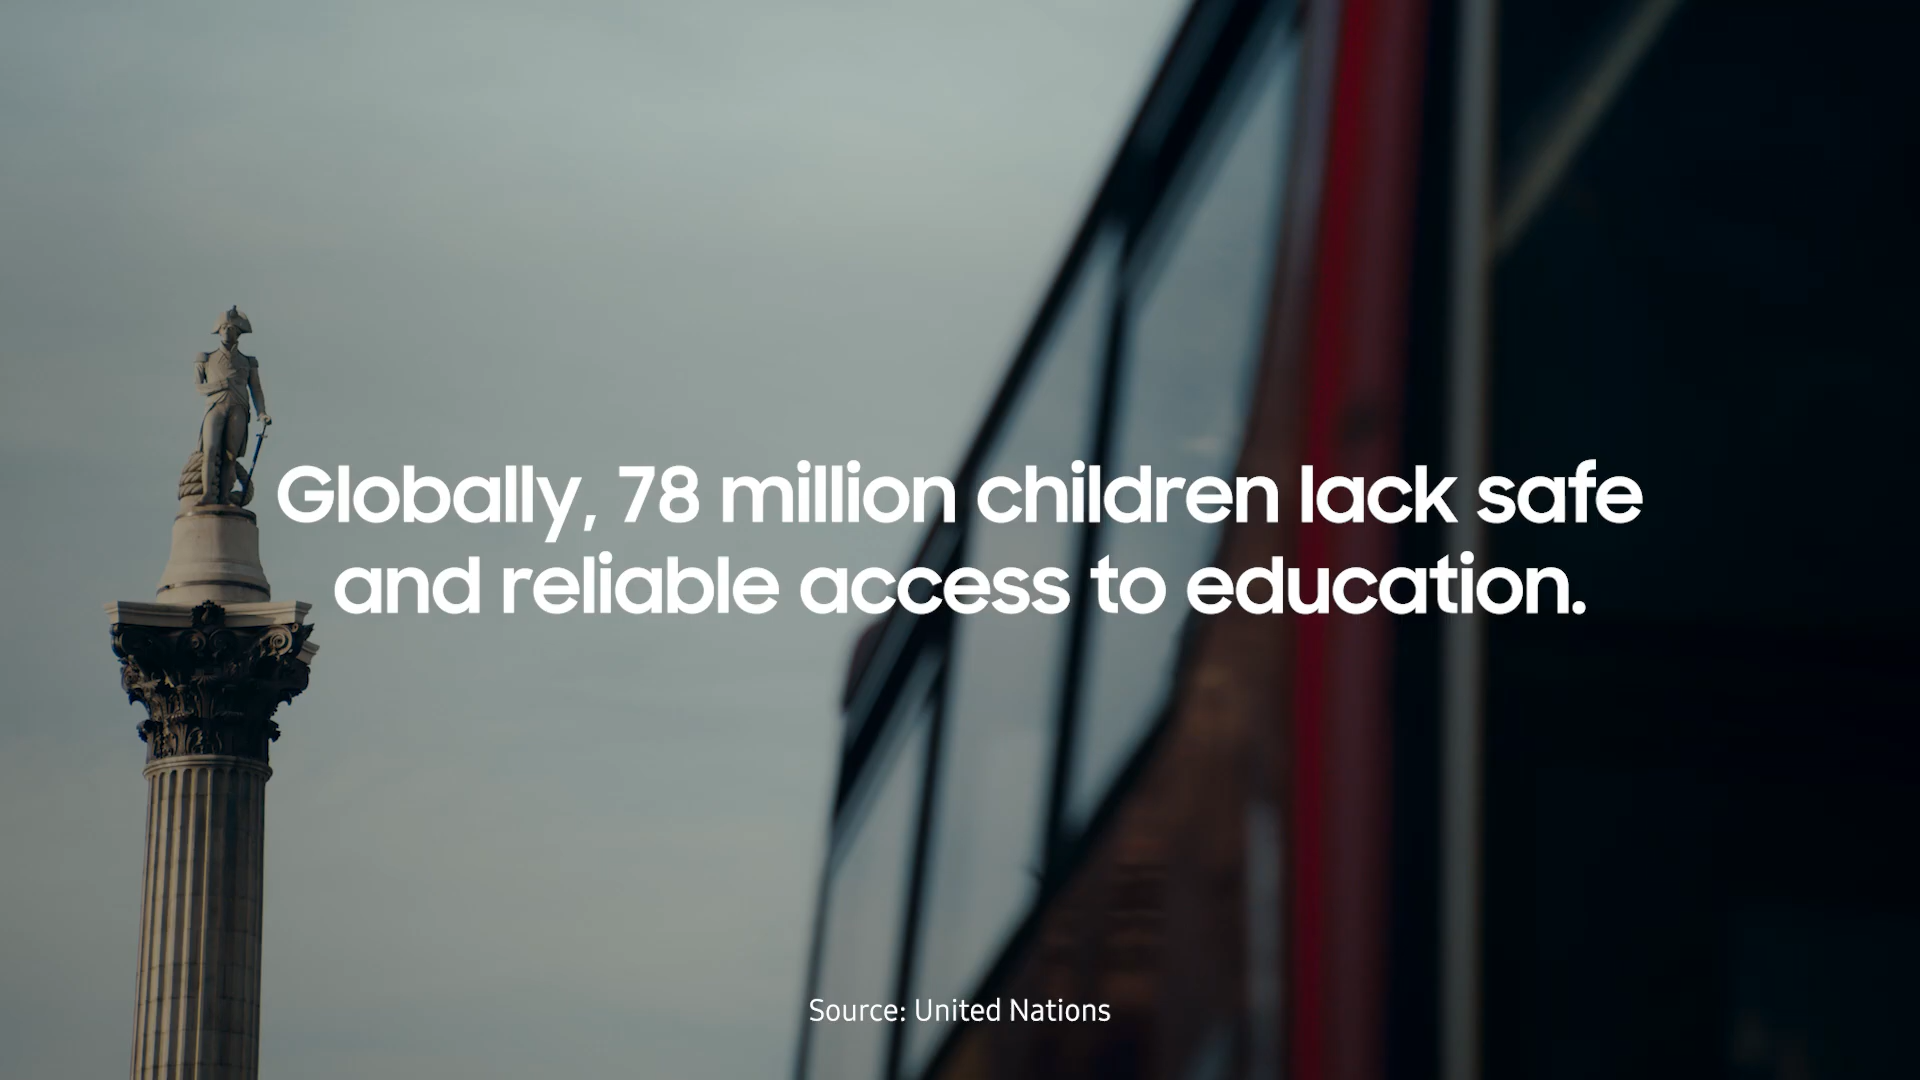 Globally, 78 million children lack safe
and reliable access to education.
Source: United Nations